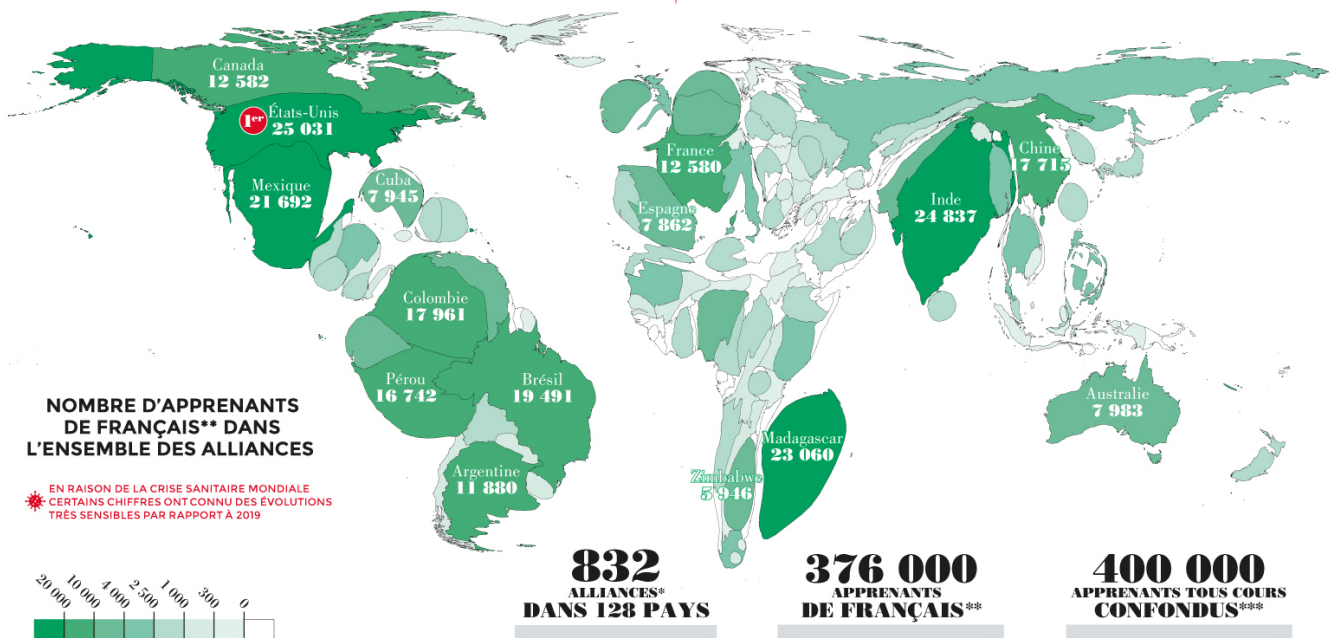 Canada
12 582
1er
États-Unis
25 031
Mexique
21 692
Cuba
7 945
France
12 580
Espagne
7 862
Inde
24 837
Chine
17 715
Colombie
17 961
Pérou
16 742
Brésil
19 491
Argentine
11 880
Madagascar
23 060
Zimbabwe
5 946
Australie
7 983
NOMBRE D'APPRENANTS
DE FRANÇAIS** DANS
L'ENSEMBLE DES ALLIANCES
EN RAISON DE LA CRISE SANITAIRE MONDIALE
CERTAINS CHIFFRES ONT CONNU DES ÉVOLUTIONS
TRÈS SENSIBLES PAR RAPPORT À 2019
20 000
10 000
4 000
2 500
1 000
300
0
832
ALLIANCES*
DANS 128 PAYS
376 000
APPRENANTS
DE FRANÇAIS**
400 000
APPRENANTS TOUS COURS
CONFONDUS***